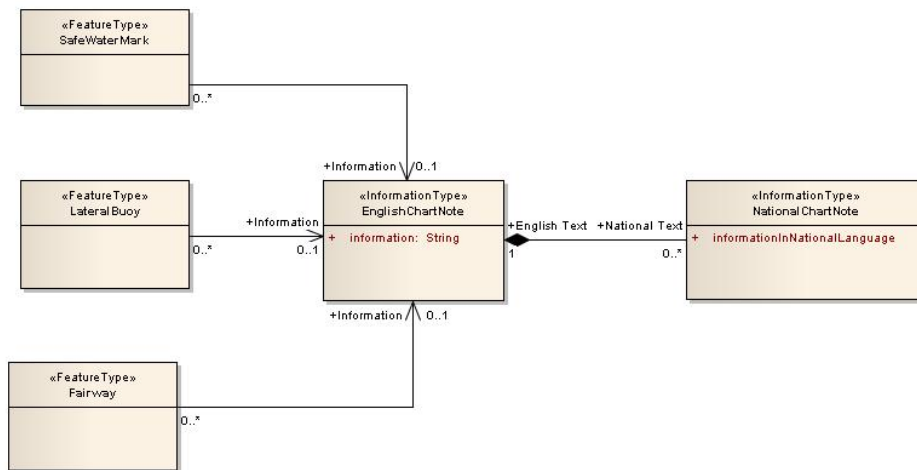 «FeatureType»
SafeWaterMark
0..*
+Information
0..1
«FeatureType»
LateralBuoy
0..*
+Information
0..1
«InformationType»
EnglishChartNote
+ information: String
+English Text
1
+National Text
0..*
«InformationType»
NationalChartNote
+ informationInNationalLanguage
+Information
0..1
«FeatureType»
Fairway
0..*